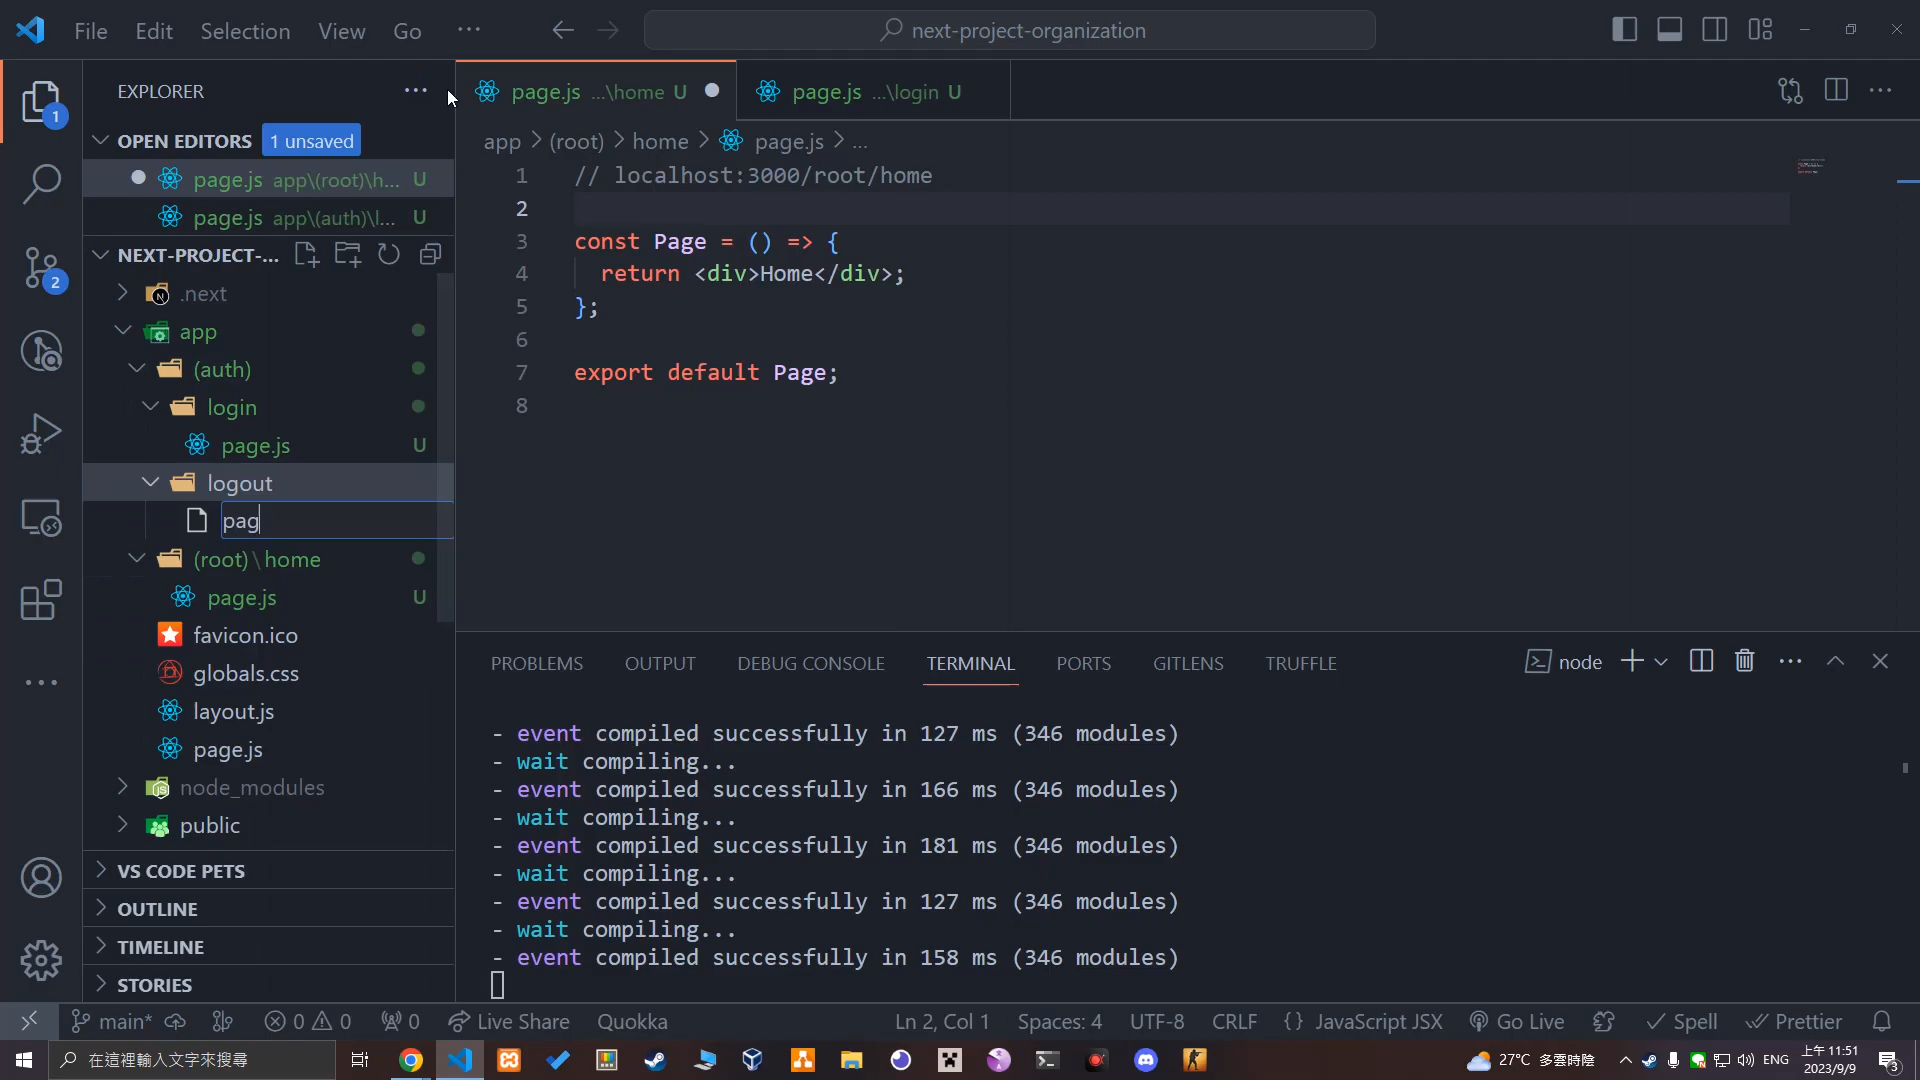 File Edit Selection View Go ··· next-project-organization
EXPLORER ···
OPEN EDITORS 1 unsaved
page.js app\(root)\h... U
page.js app\(auth)\l... U
NEXT-PROJECT-...
.next
app
(auth)
login
page.js U
logout
pag
(root)\home
page.js U
favicon.ico
globals.css
layout.js
page.js
node_modules
public
VS CODE PETS
OUTLINE
TIMELINE
STORIES
1
2
page.js ...\home U
page.js ...\login U
app > (root) > home > page.js > ...
1 // localhost:3000/root/home
2
3 const Page = () => {
4 return <div>Home</div>;
5 };
6
7 export default Page;
8
PROBLEMS OUTPUT DEBUG CONSOLE TERMINAL PORTS GITLENS TRUFFLE node
- event compiled successfully in 127 ms (346 modules)
- wait compiling...
- event compiled successfully in 166 ms (346 modules)
- wait compiling...
- event compiled successfully in 181 ms (346 modules)
- wait compiling...
- event compiled successfully in 127 ms (346 modules)
- wait compiling...
- event compiled successfully in 158 ms (346 modules)
main* 0 0 0 Live Share Quokka Ln 2, Col 1 Spaces: 4 UTF-8 CRLF {} JavaScript JSX Go Live Spell Prettier
在這裡輸入文字來搜尋 27°C 多雲時陰 ENG 上午 11:51
2023/9/9 3